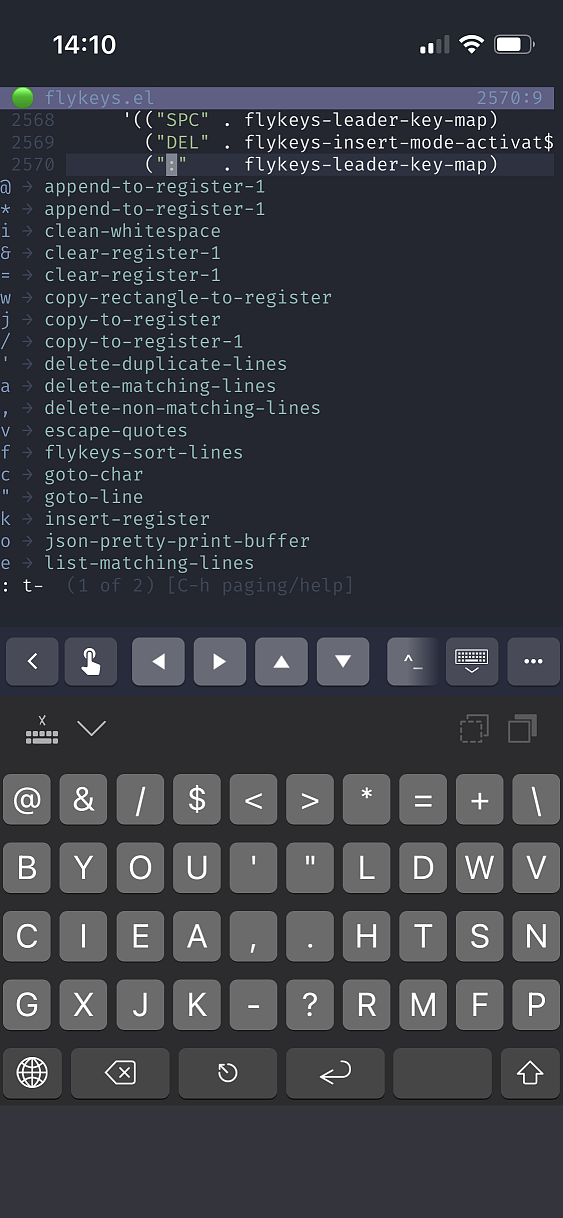 14:10
flykeys.el 2570:9
2568 '(("SPC" . flykeys-leader-key-map)
2569 ("DEL" . flykeys-insert-mode-activat$
2570 (":" . flykeys-leader-key-map)
@ → append-to-register-1
* → append-to-register-1
i → clean-whitespace
& → clear-register-1
= → clear-register-1
w → copy-rectangle-to-register
j → copy-to-register
/ → copy-to-register-1
' → delete-duplicate-lines
a → delete-matching-lines
, → delete-non-matching-lines
v → escape-quotes
f → flykeys-sort-lines
c → goto-char
" → goto-line
k → insert-register
o → json-pretty-print-buffer
e → list-matching-lines
: t- (1 of 2) [C-h paging/help]
^_
X
@ & / $ < > * = + \
B Y O U ' " L D W V
C I E A , . H T S N
G X J K - ? R M F P